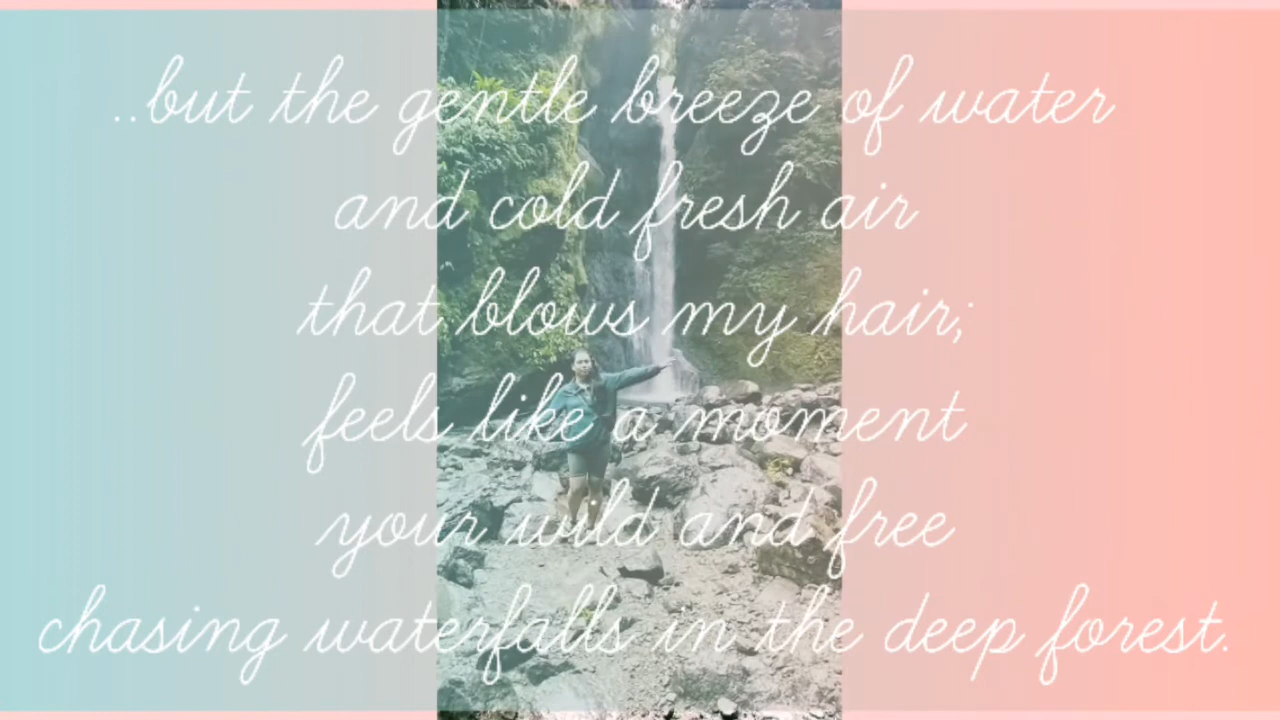 ..but the gentle breeze of water
and cold fresh air
that blows my hair;
feels like a moment
your wild and free
chasing waterfalls in the deep forest.